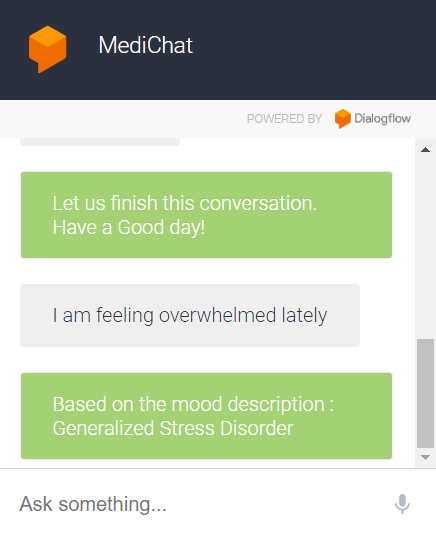 MediChat
POWERED BY Dialogflow
Let us finish this conversation.
Have a Good day!
I am feeling overwhelmed lately
Based on the mood description :
Generalized Stress Disorder
Ask something...